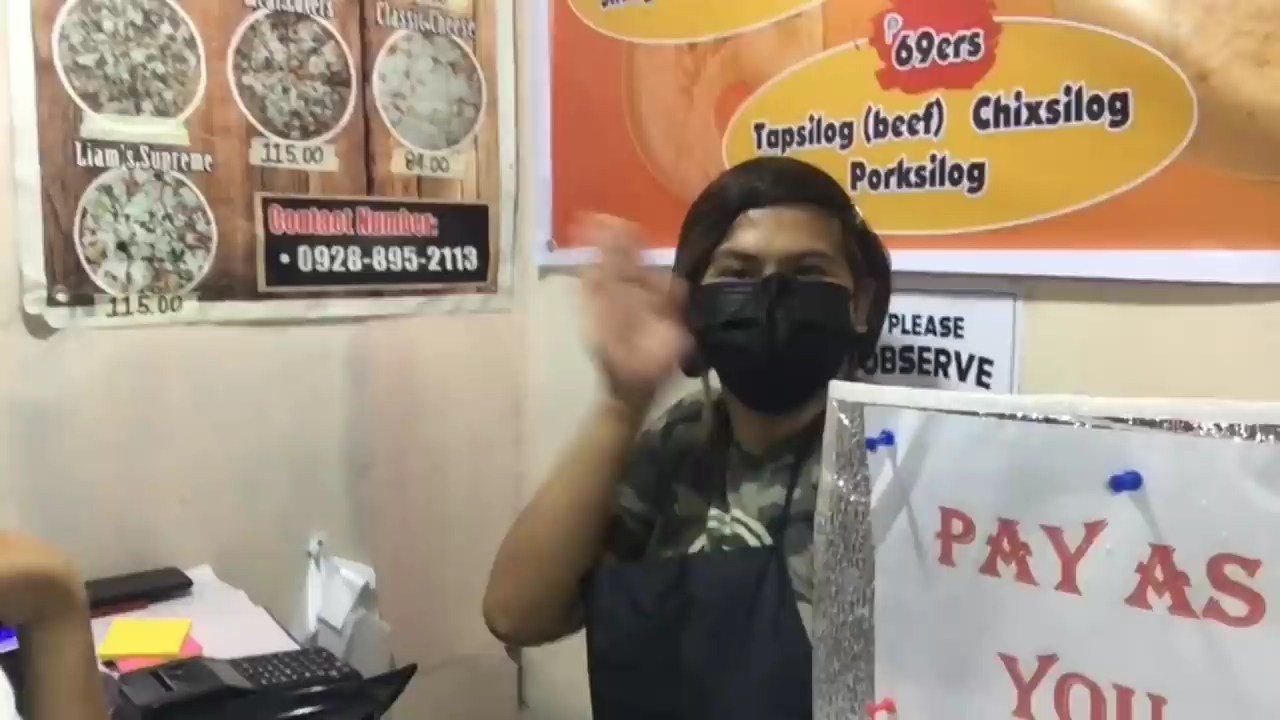 Classic Cheese
115.00
84.00
Liam's Supreme
115.00
Contact Number:
• 0928-895-2113
₱69ers
Tapsilog (beef) Chixsilog
Porksilog
PLEASE
OBSERVE
PAY AS
YOU